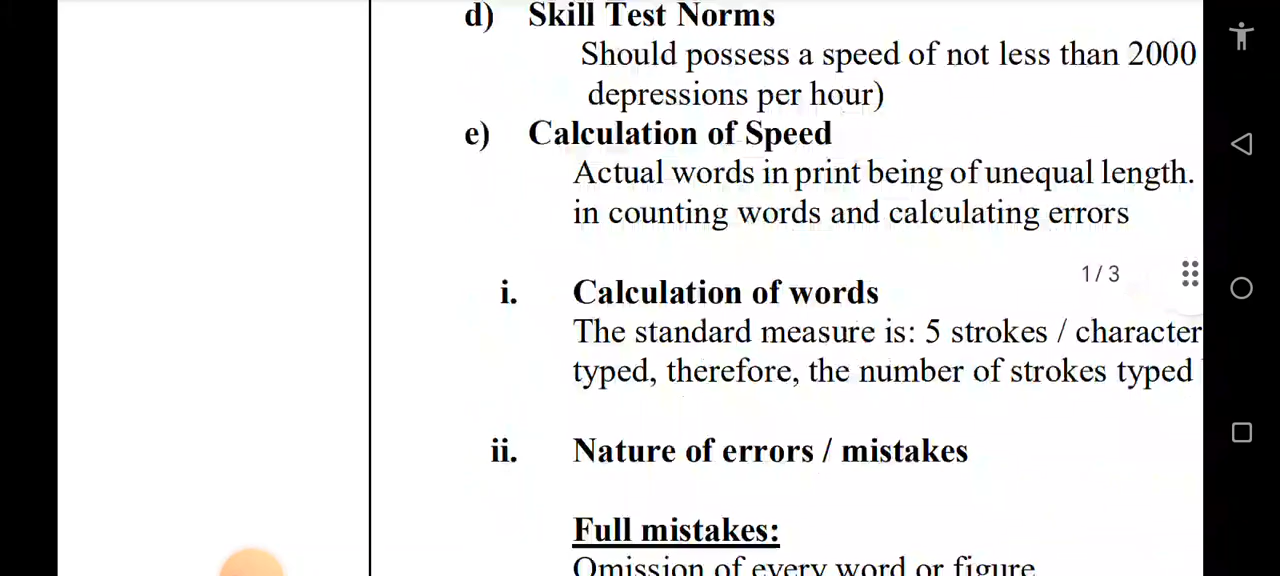 d) Skill Test Norms
Should possess a speed of not less than 2000
depressions per hour)
e) Calculation of Speed
Actual words in print being of unequal length.
in counting words and calculating errors
1/3
i. Calculation of words
The standard measure is: 5 strokes / character
typed, therefore, the number of strokes typed
ii. Nature of errors / mistakes
Full mistakes:
Omission of every word or figure